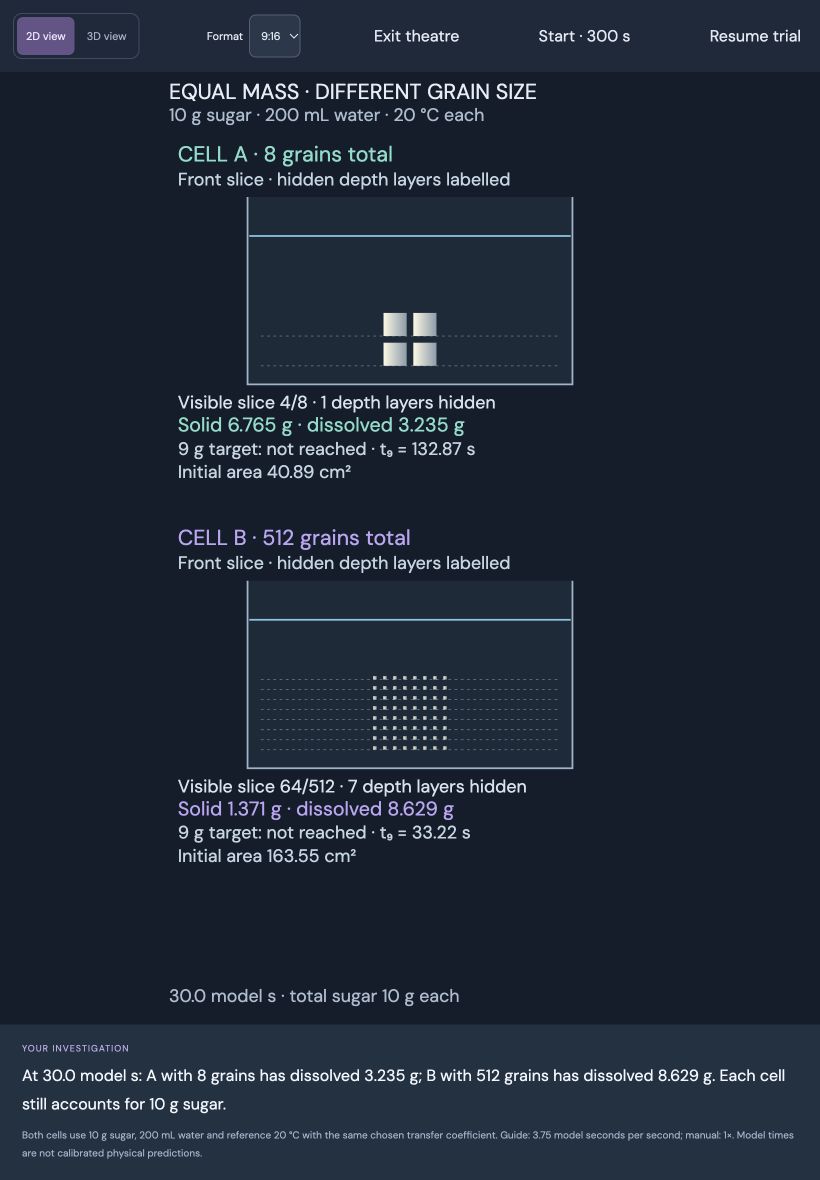 2D view
3D view
Format
9:16
Exit theatre
Start · 300 s
Resume trial
EQUAL MASS · DIFFERENT GRAIN SIZE
10 g sugar · 200 mL water · 20 °C each
CELL A · 8 grains total
Front slice · hidden depth layers labelled
Visible slice 4/8 · 1 depth layers hidden
Solid 6.765 g · dissolved 3.235 g
9 g target: not reached · t₉ = 132.87 s
Initial area 40.89 cm²
CELL B · 512 grains total
Front slice · hidden depth layers labelled
Visible slice 64/512 · 7 depth layers hidden
Solid 1.371 g · dissolved 8.629 g
9 g target: not reached · t₉ = 33.22 s
Initial area 163.55 cm²
30.0 model s · total sugar 10 g each
YOUR INVESTIGATION
At 30.0 model s: A with 8 grains has dissolved 3.235 g; B with 512 grains has dissolved 8.629 g. Each cell
still accounts for 10 g sugar.
Both cells use 10 g sugar, 200 mL water and reference 20 °C with the same chosen transfer coefficient. Guide: 3.75 model seconds per second; manual: 1×. Model times
are not calibrated physical predictions.